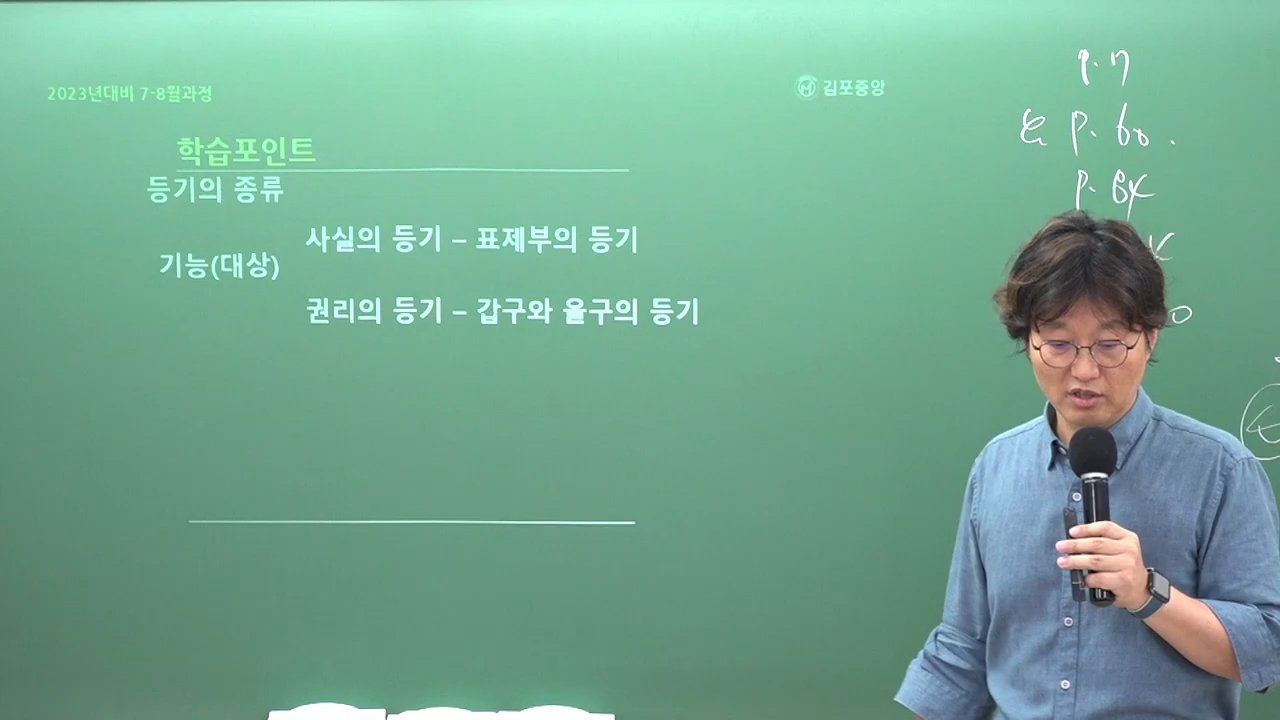 2023년대비 7-8월과정
김포중앙
학습포인트
등기의 종류
사실의 등기 – 표제부의 등기
기능(대상)
권리의 등기 – 갑구와 을구의 등기
p. 7
p. 60.
p. 84